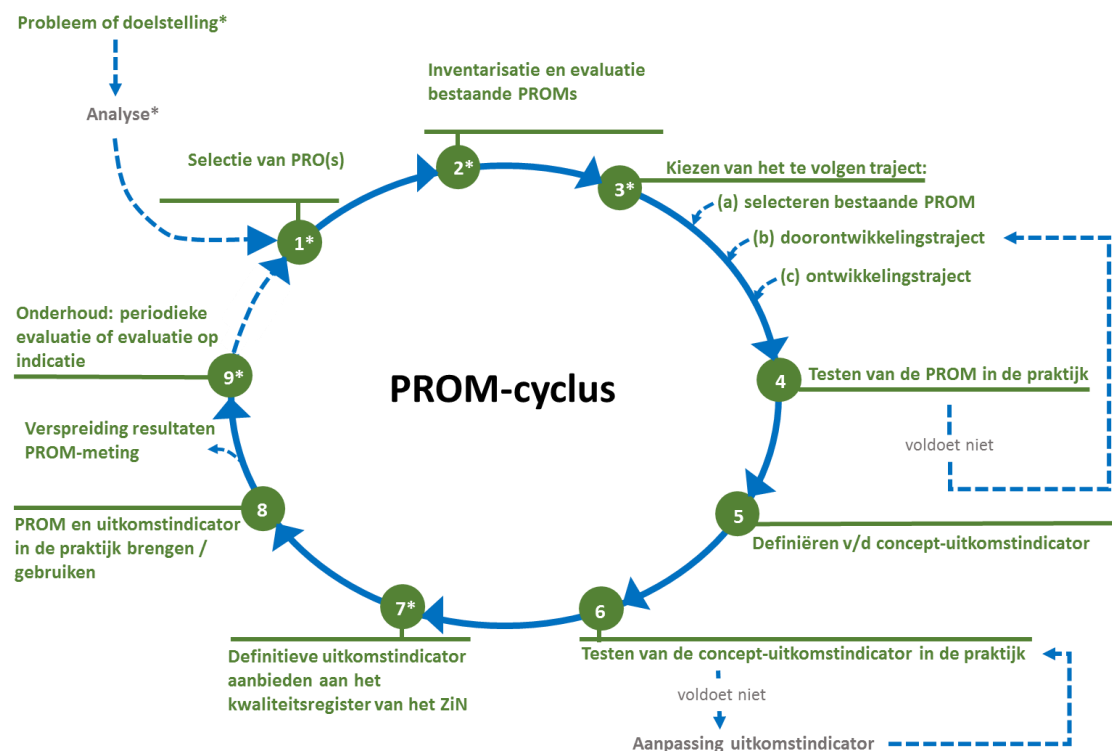 Probleem of doelstelling*
Analyse*
Selectie van PRO(s)
1*
Inventarisatie en evaluatie
bestaande PROMs
2*
3*
Kiezen van het te volgen traject:
(a) selecteren bestaande PROM
(b) doorontwikkelingstraject
(c) ontwikkelingstraject
PROM-cyclus
4
Testen van de PROM in de praktijk
voldoet niet
5
Definiëren v/d concept-uitkomstindicator
6
Testen van de concept-uitkomstindicator in de praktijk
voldoet niet
Aanpassing uitkomstindicator
7*
Definitieve uitkomstindicator
aanbieden aan het
kwaliteitsregister van het ZiN
8
PROM en uitkomstindicator
in de praktijk brengen /
gebruiken
Verspreiding resultaten
PROM-meting
9*
Onderhoud: periodieke
evaluatie of evaluatie op
indicatie